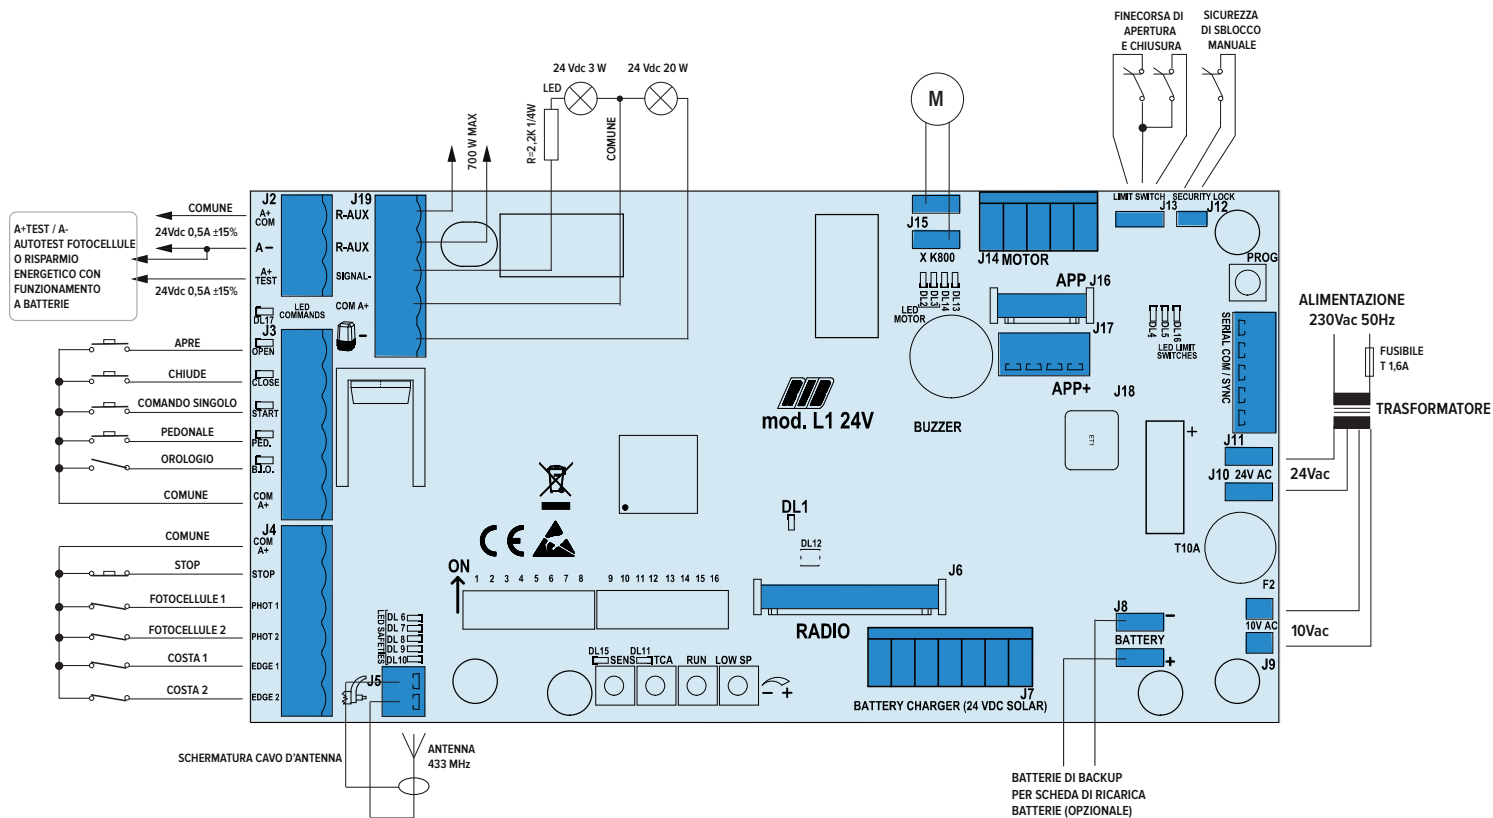 FINECORSA DI
APERTURA
E CHIUSURA
SICUREZZA
DI SBLOCCO
MANUALE
24 Vdc 3 W
24 Vdc 20 W
LED
R=2,2K 1/4W
COMUNE
700 W MAX
M
A+TEST / A-
AUTOTEST FOTOCELLULE
O RISPARMIO
ENERGETICO CON
FUNZIONAMENTO
A BATTERIE
COMUNE
24Vdc 0,5A ±15%
24Vdc 0,5A ±15%
J2
A+
COM
A−
A+
TEST
J19
R-AUX
R-AUX
SIGNAL-
COM A+
-
LED
COMMANDS
DL17
J3
OPEN
CLOSE
START
PED.
B.I.O.
COM
A+
APRE
CHIUDE
COMANDO SINGOLO
PEDONALE
OROLOGIO
COMUNE
J4
COM
A+
STOP
PHOT 1
PHOT 2
EDGE 1
EDGE 2
COMUNE
STOP
FOTOCELLULE 1
FOTOCELLULE 2
COSTA 1
COSTA 2
J15
X K800
J14 MOTOR
LIMIT SWITCH
J13
SECURITY LOCK
J12
PROG
DL2
DL3
DL14
DL13
LED
MOTOR
APP
J16
J17
APP+
DL4
DL5
DL16
LED LIMIT
SWITCHES
SERIAL COM / SYNC
mod. L1 24V
BUZZER
J18
ET1
+
J11
J10 24V AC
ALIMENTAZIONE
230Vac 50Hz
FUSIBILE
T 1,6A
TRASFORMATORE
24Vac
T10A
F2
10V AC
J9
10Vac
DL1
DL12
CE
ON
1 2 3 4 5 6 7 8 9 10 11 12 13 14 15 16
LED SAFETIES
DL 6
DL 7
DL 8
DL 9
DL10
J5
DL15
SENS
DL11
TCA
RUN
LOW SP
− +
J6
RADIO
J7
BATTERY CHARGER (24 VDC SOLAR)
J8
−
BATTERY
+
SCHERMATURA CAVO D'ANTENNA
ANTENNA
433 MHz
BATTERIE DI BACKUP
PER SCHEDA DI RICARICA
BATTERIE (OPZIONALE)